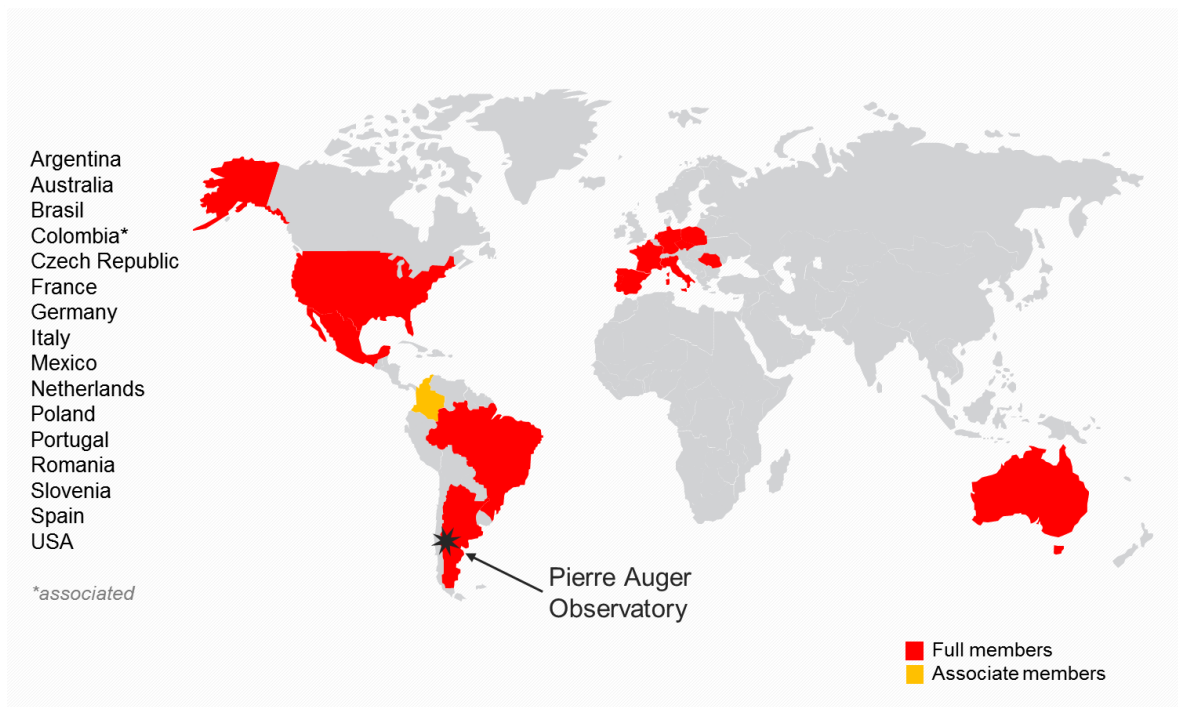 Argentina
Australia
Brasil
Colombia*
Czech Republic
France
Germany
Italy
Mexico
Netherlands
Poland
Portugal
Romania
Slovenia
Spain
USA
*associated
Pierre Auger
Observatory
Full members
Associate members